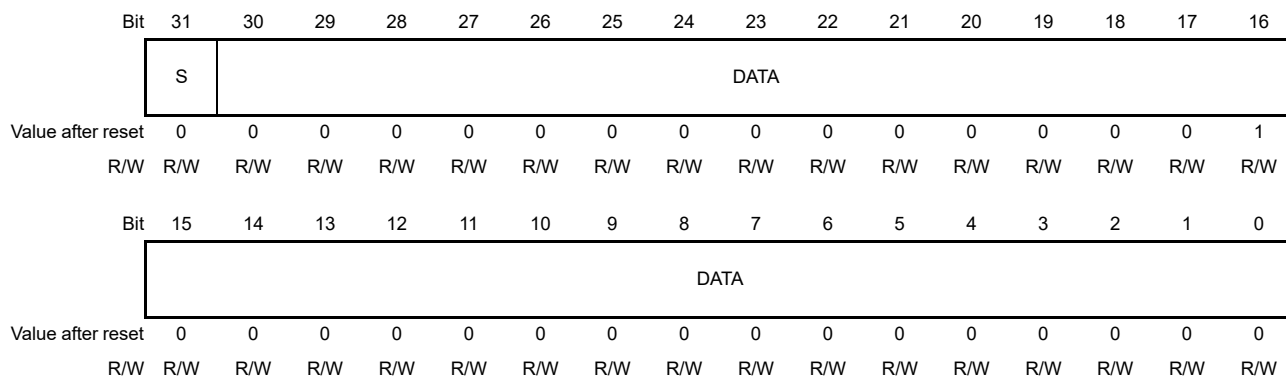 Bit 31 30 29 28 27 26 25 24 23 22 21 20 19 18 17 16
S DATA
Value after reset 0 0 0 0 0 0 0 0 0 0 0 0 0 0 0 1
R/W R/W R/W R/W R/W R/W R/W R/W R/W R/W R/W R/W R/W R/W R/W R/W R/W
Bit 15 14 13 12 11 10 9 8 7 6 5 4 3 2 1 0
DATA
Value after reset 0 0 0 0 0 0 0 0 0 0 0 0 0 0 0 0
R/W R/W R/W R/W R/W R/W R/W R/W R/W R/W R/W R/W R/W R/W R/W R/W R/W